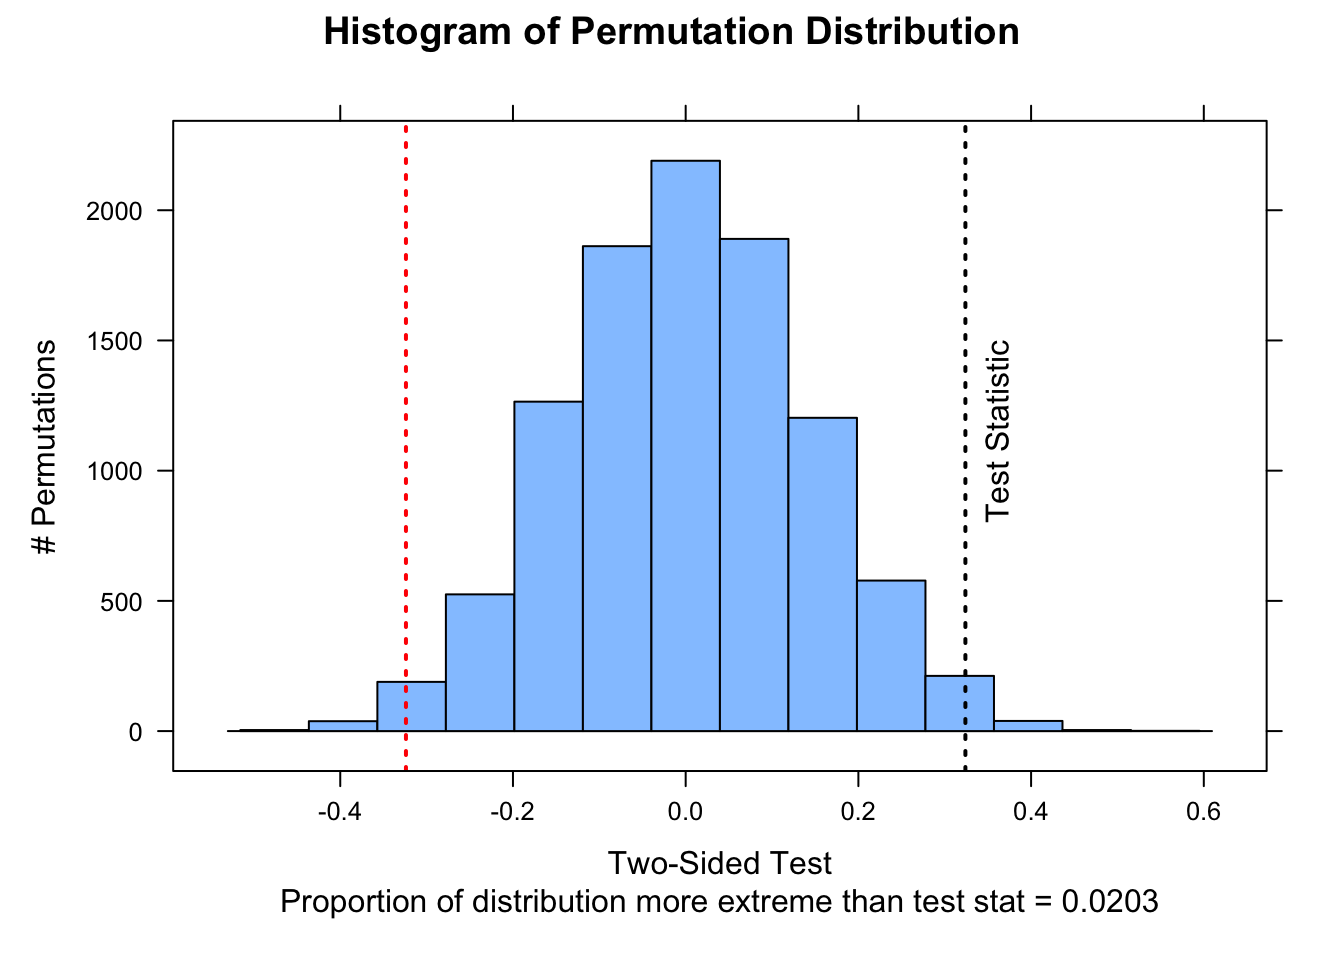 Histogram of Permutation Distribution
2000
1500
1000
500
0
# Permutations
Test Statistic
-0.4
-0.2
0.0
0.2
0.4
0.6
Two-Sided Test
Proportion of distribution more extreme than test stat = 0.0203